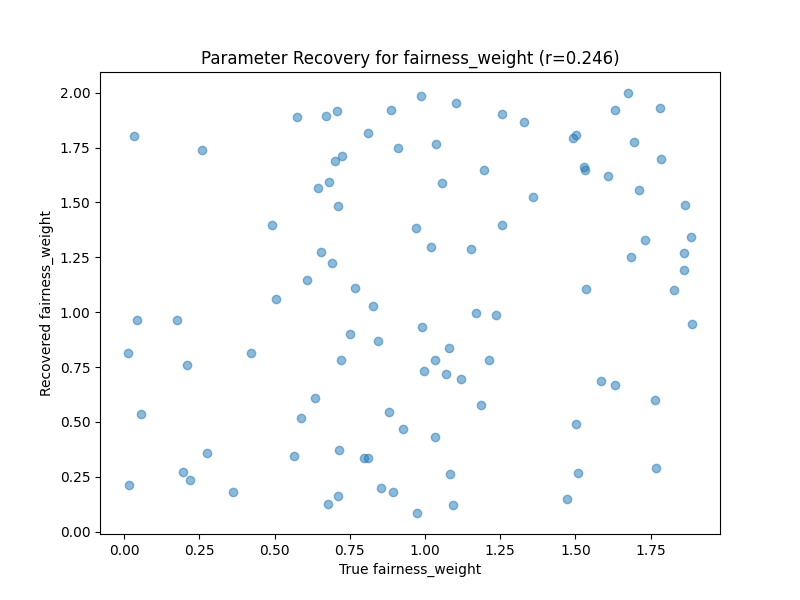 Parameter Recovery for fairness_weight (r=0.246)
2.00
1.75
1.50
1.25
1.00
0.75
0.50
0.25
0.00
Recovered fairness_weight
0.00 0.25 0.50 0.75 1.00 1.25 1.50 1.75
True fairness_weight